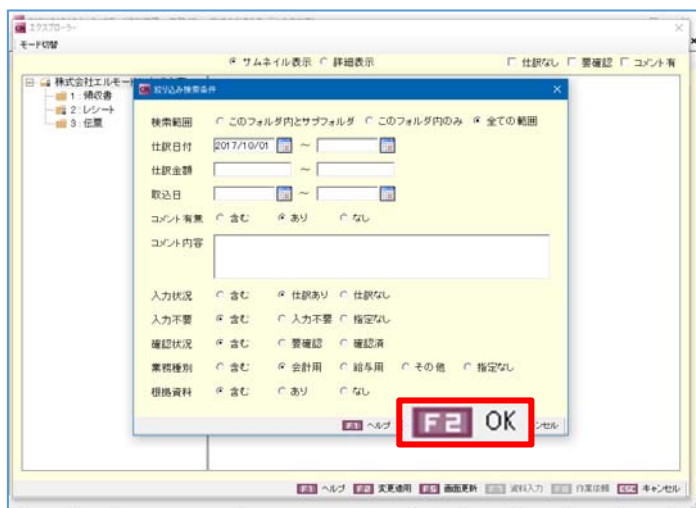 エクスプローラー
モード切替
サムネイル表示 詳細表示 仕訳なし 要確認 コメント有
株式会社エルモー
1：領収書
2：レシート
3：伝票
絞り込み検索条件
検索範囲 このフォルダ内とサブフォルダ このフォルダ内のみ 全ての範囲
仕訳日付 2017/10/01 ～
仕訳金額 ～
取込日 ～
コメント有無 含む あり なし
コメント内容
入力状況 含む 仕訳あり 仕訳なし
入力不要 含む 入力不要 指定なし
確認状況 含む 要確認 確認済
業務種別 含む 会計用 給与用 その他 指定なし
根拠資料 含む あり なし
F1 ヘルプ F2 OK ンセル
F1 ヘルプ F2 変更適用 F5 画面更新 資料入力 作業依頼 ESC キャンセル